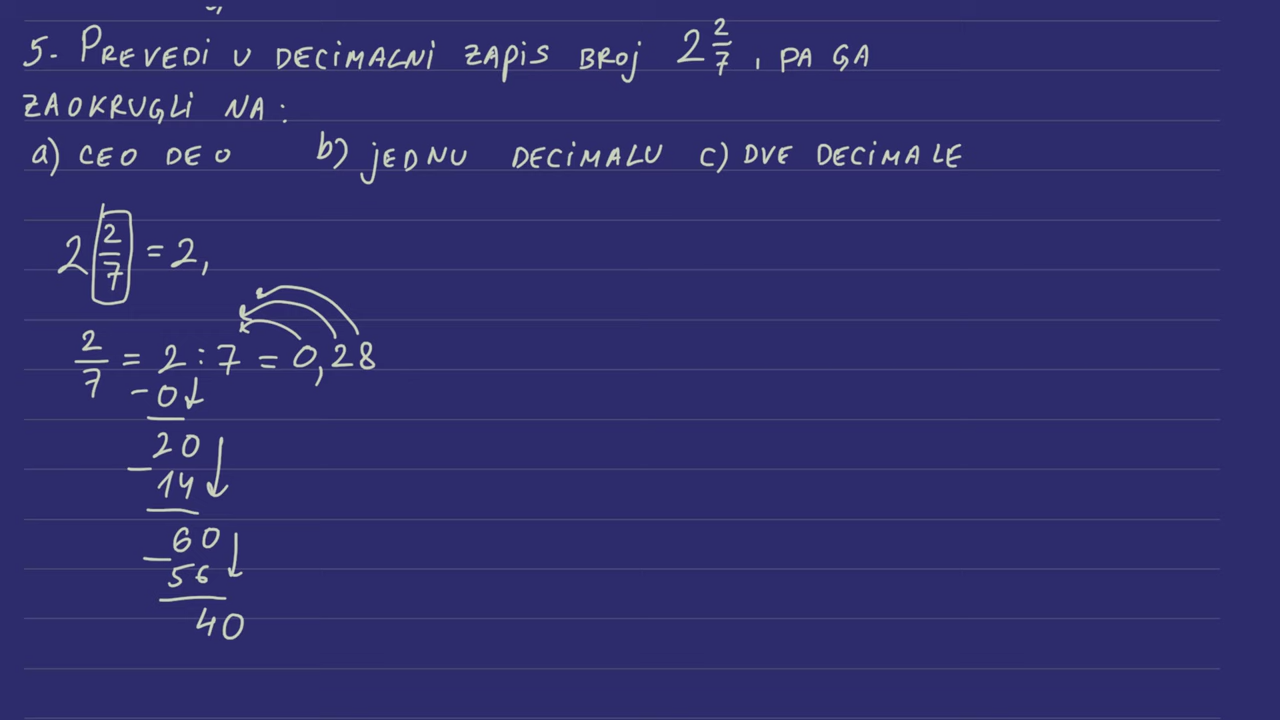 5. PREVEDI U DECIMALNI ZAPIS BROJ 2 2/7, PA GA
ZAOKRUGLI NA:
a) CEO DEO b) JEDNU DECIMALU c) DVE DECIMALE
2 2/7 = 2,
2/7 = 2 : 7 = 0,28
- 0
20
- 14
60
- 56
40